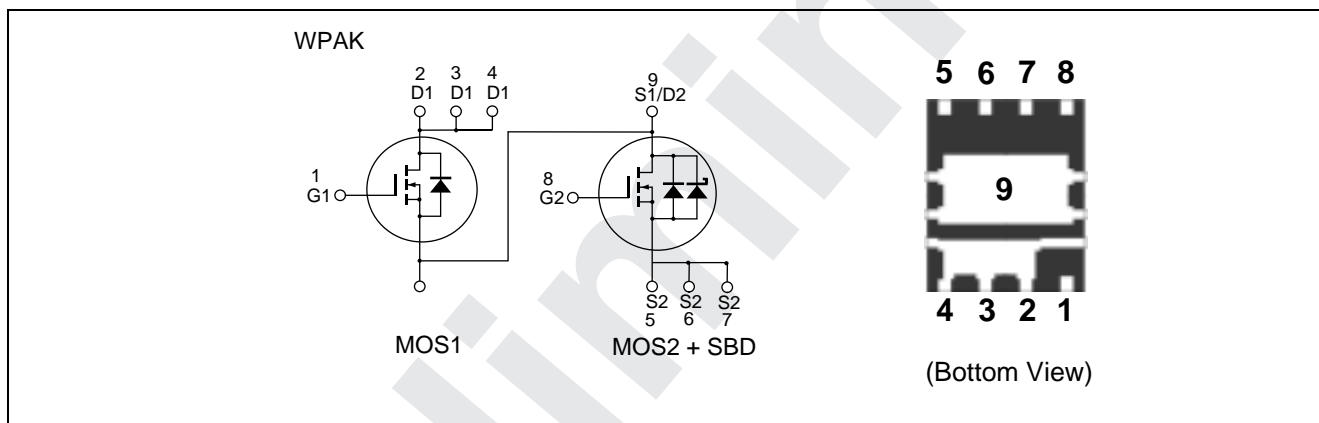 WPAK
2 3 4 9
D1 D1 D1 S1/D2
1
G1
8
G2
S2 S2 S2
5 6 7
MOS1 MOS2 + SBD
5 6 7 8
9
4 3 2 1
(Bottom View)